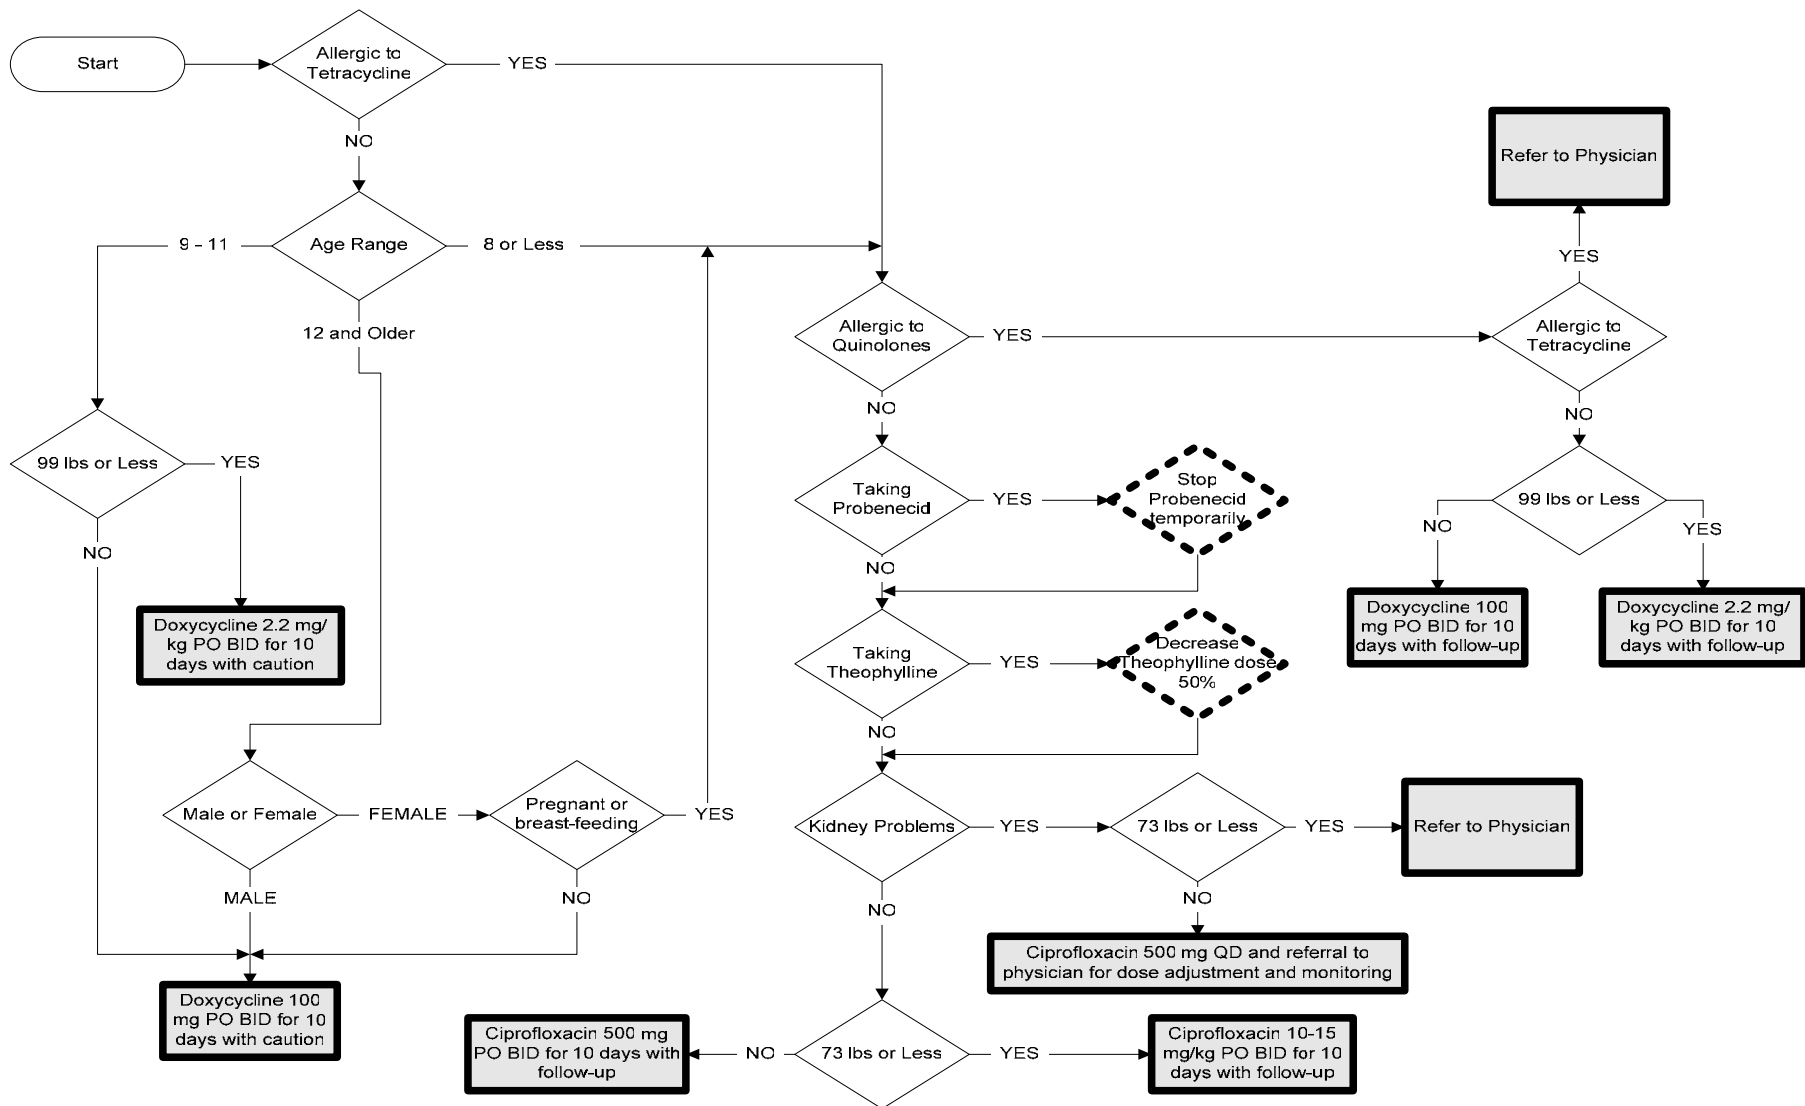 Start
Allergic to
Tetracycline
YES
NO
Refer to Physician
YES
9 – 11
Age Range
8 or Less
12 and Older
Allergic to
Quinolones
YES
Allergic to
Tetracycline
NO
NO
99 lbs or Less
YES
NO
Taking
Probenecid
YES
Stop
Probenecid
temporarily
99 lbs or Less
NO
YES
NO
Doxycycline 2.2 mg/
kg PO BID for 10
days with caution
Taking
Theophylline
YES
Decrease
Theophylline dose
50%
Doxycycline 100
mg PO BID for 10
days with follow-up
Doxycycline 2.2 mg/
kg PO BID for 10
days with follow-up
NO
Male or Female
FEMALE
Pregnant or
breast-feeding
YES
Kidney Problems
YES
73 lbs or Less
YES
Refer to Physician
MALE
NO
NO
NO
Ciprofloxacin 500 mg QD and referral to
physician for dose adjustment and monitoring
Doxycycline 100
mg PO BID for 10
days with caution
Ciprofloxacin 500 mg
PO BID for 10 days with
follow-up
NO
73 lbs or Less
YES
Ciprofloxacin 10-15
mg/kg PO BID for 10
days with follow-up